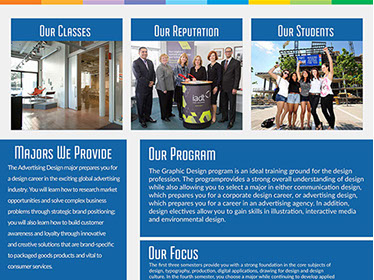 Our Classes
Our Reputation
Our Students
iadt
Majors We Provide
The Advertising Design major prepares you for
a design career in the exciting global advertising
industry. You will learn how to research market
opportunities and solve complex business
problems through strategic brand positioning;
you will also learn how to build customer
awareness and loyalty through innovative
and creative solutions that are brand-specific
to packaged goods products and vital to
consumer services.
Our Program
The Graphic Design program is an ideal training ground for the design
profession. The programprovides a strong overall understanding of design
while also allowing you to select a major in either communication design,
which prepares you for a corporate design career, or advertising design,
which prepares you for a career in an advertising agency. In addition,
design electives allow you to gain skills in illustration, interactive media
and environmental design.
Our Focus
The first three semesters provide you with a strong foundation in the core subjects of
design, typography, production, digital applications, drawing for design and design
culture. In the fourth semester, you choose a major while continuing to develop applied